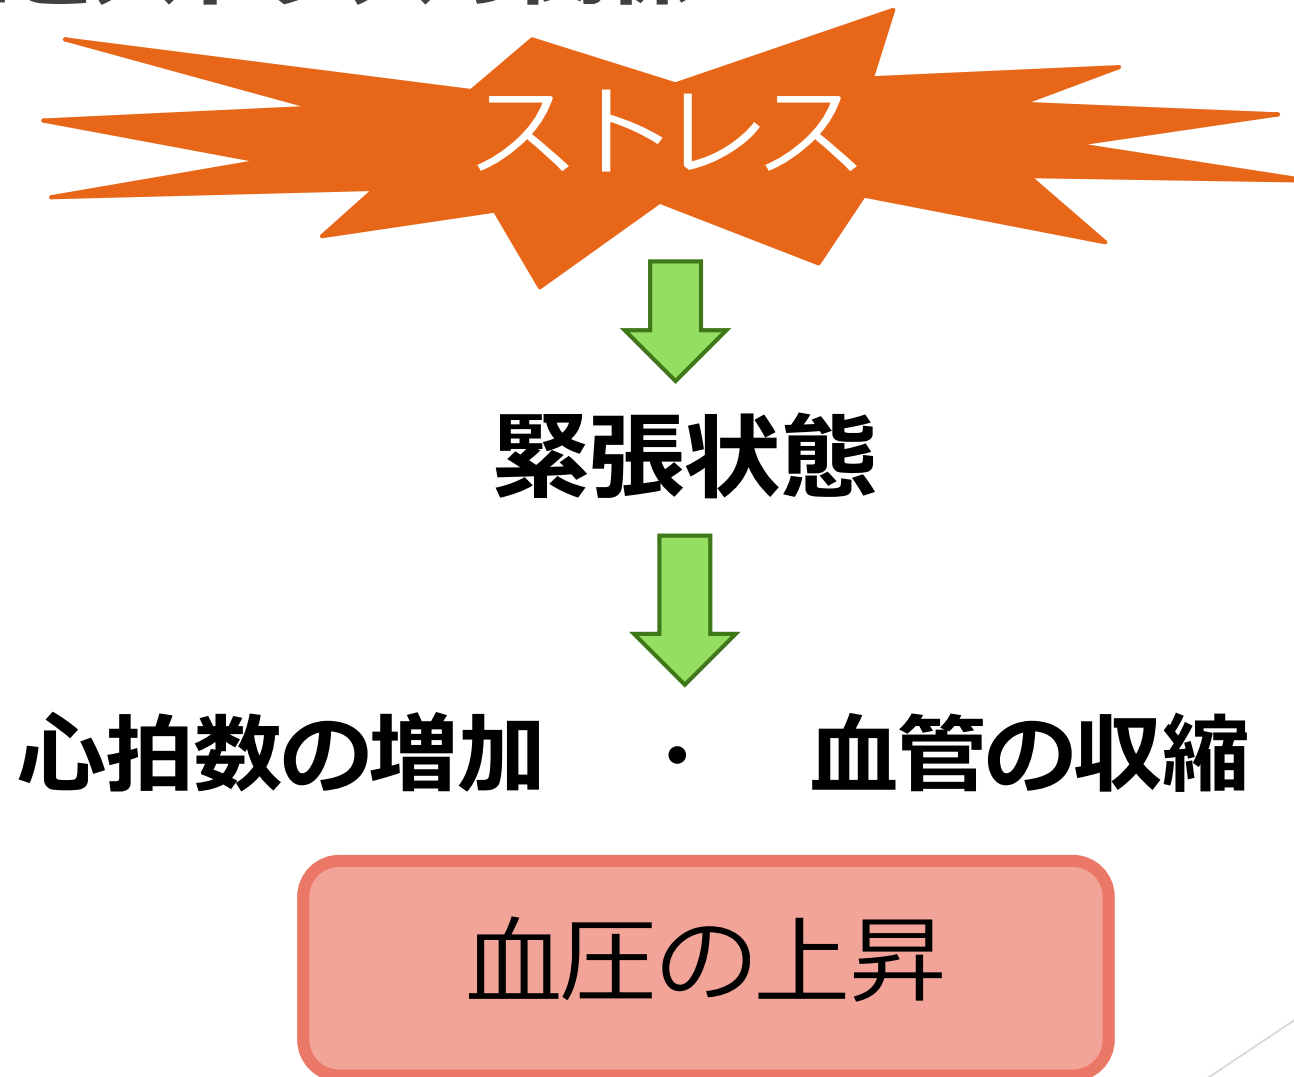 ストレス
緊張状態
心拍数の増加 ・ 血管の収縮
血圧の上昇